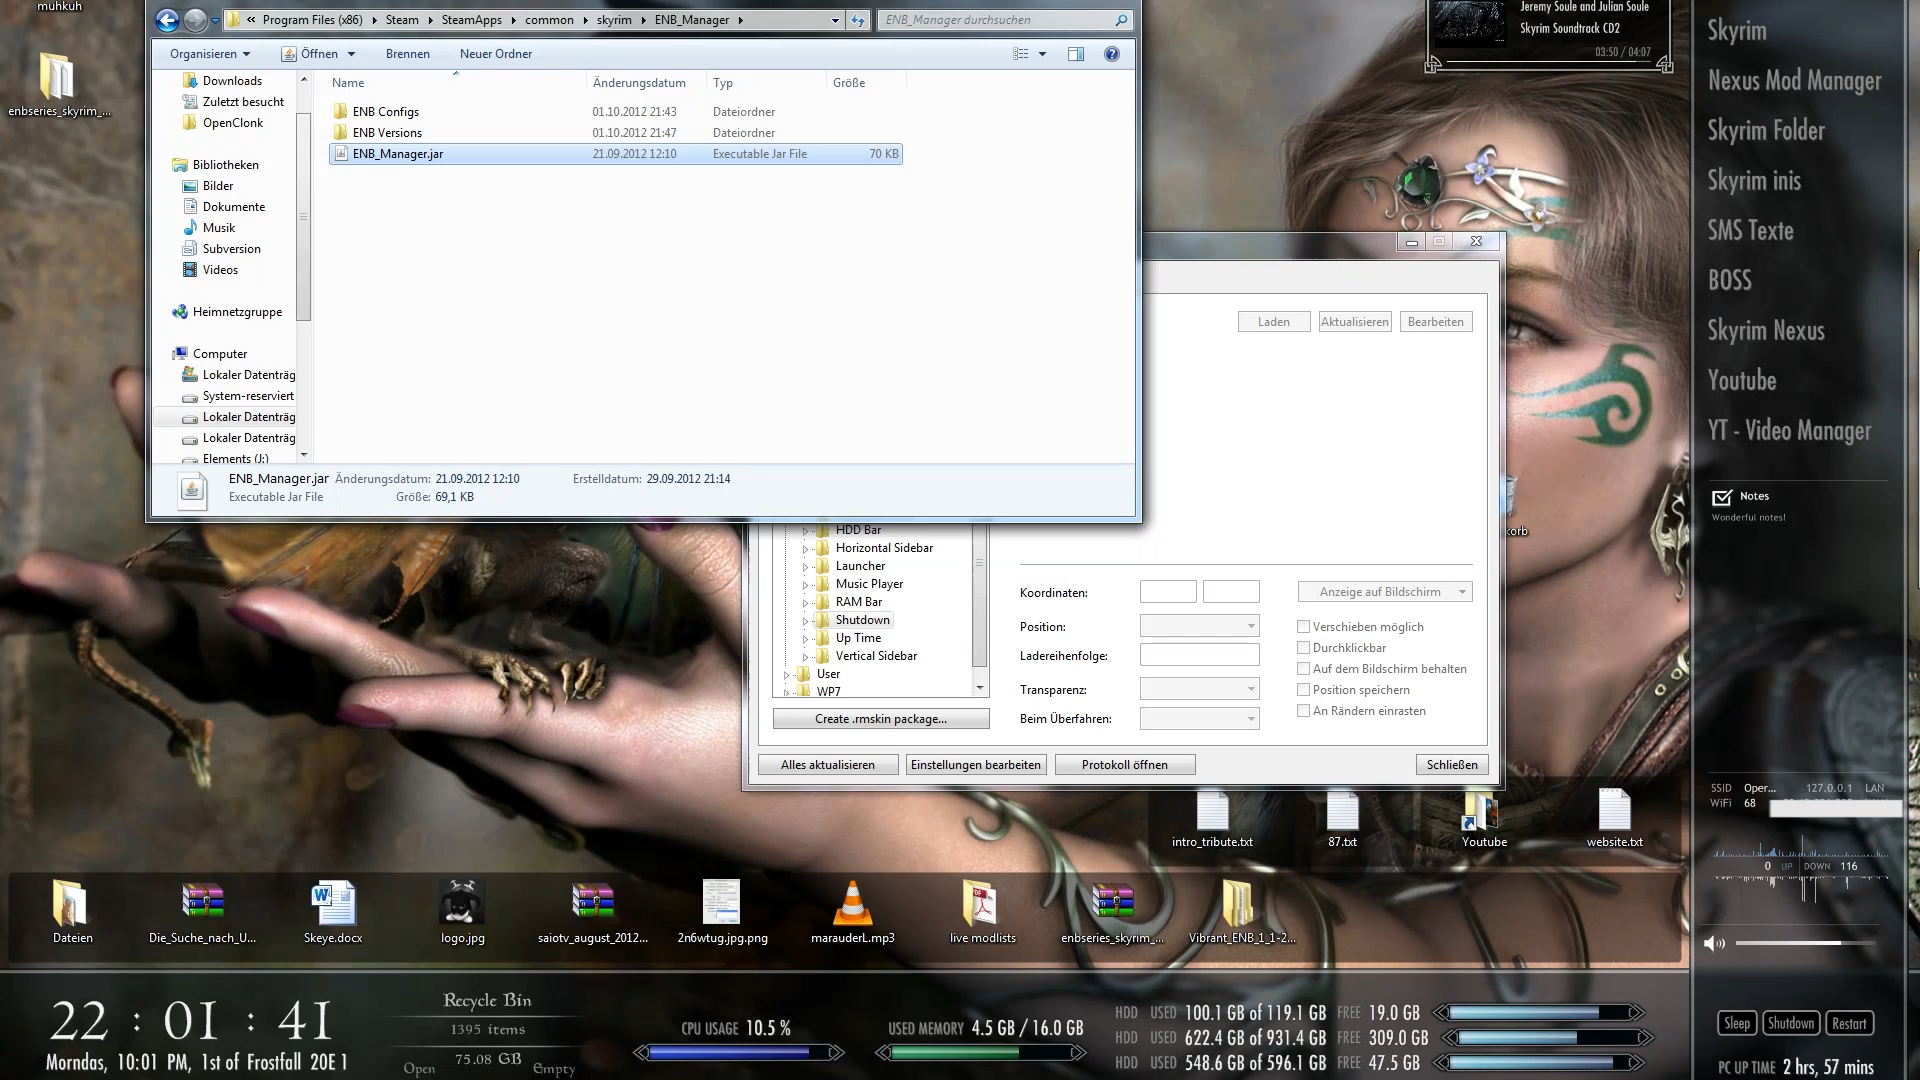 muhkuh
enbseries_skyrim_...
« Program Files (x86) Steam SteamApps common skyrim ENB_Manager
ENB_Manager durchsuchen
Organisieren Öffnen Brennen Neuer Ordner
Downloads
Zuletzt besucht
OpenClonk
Bibliotheken
Bilder
Dokumente
Musik
Subversion
Videos
Heimnetzgruppe
Computer
Lokaler Datenträg
System-reserviert
Lokaler Datenträg
Lokaler Datenträg
Elements (J:)
Name Änderungsdatum Typ Größe
ENB Configs 01.10.2012 21:43 Dateiordner
ENB Versions 01.10.2012 21:47 Dateiordner
ENB_Manager.jar 21.09.2012 12:10 Executable Jar File 70 KB
ENB_Manager.jar Änderungsdatum: 21.09.2012 12:10 Erstelldatum: 29.09.2012 21:14
Executable Jar File Größe: 69,1 KB
Laden Aktualisieren Bearbeiten
HDD Bar
Horizontal Sidebar
Launcher
Music Player
RAM Bar
Shutdown
Up Time
Vertical Sidebar
User
WP7
Create .rmskin package...
Koordinaten:
Position:
Ladereihenfolge:
Transparenz:
Beim Überfahren:
Anzeige auf Bildschirm
Verschieben möglich
Durchklickbar
Auf dem Bildschirm behalten
Position speichern
An Rändern einrasten
Alles aktualisieren Einstellungen bearbeiten Protokoll öffnen Schließen
korb
Jeremy Soule and Julian Soule
Skyrim Soundtrack CD2
03:50 / 04:07
Skyrim
Nexus Mod Manager
Skyrim Folder
Skyrim inis
SMS Texte
BOSS
Skyrim Nexus
Youtube
YT - Video Manager
Notes
Wonderful notes!
SSID Oper... 127.0.0.1 LAN
WiFi 68
0 UP DOWN 116
intro_tribute.txt
87.txt
Youtube
website.txt
Dateien
Die_Suche_nach_U...
Skeye.docx
logo.jpg
saiotv_august_2012...
2n6wtug.jpg.png
marauderL.mp3
live modlists
enbseries_skyrim_...
Vibrant_ENB_1_1-2...
22 : 01 : 41
Morndas, 10:01 PM, 1st of Frostfall 20E 1
Recycle Bin
1395 items
75.08 GB
Open Empty
CPU USAGE 10.5 %
USED MEMORY 4.5 GB / 16.0 GB
HDD USED 100.1 GB of 119.1 GB FREE 19.0 GB
HDD USED 622.4 GB of 931.4 GB FREE 309.0 GB
HDD USED 548.6 GB of 596.1 GB FREE 47.5 GB
Sleep Shutdown Restart
PC UP TIME 2 hrs, 57 mins